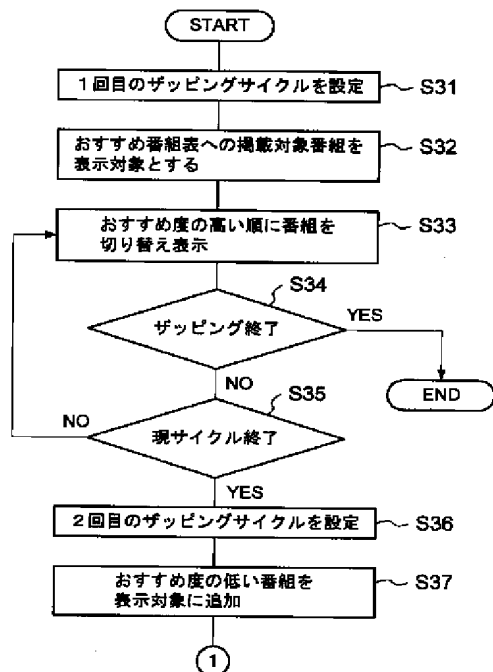 START
1回目のザッピングサイクルを設定
S31
おすすめ番組表への掲載対象番組を
表示対象とする
S32
おすすめ度の高い順に番組を
切り替え表示
S33
S34
ザッピング終了
YES
END
NO
S35
NO
現サイクル終了
YES
2回目のザッピングサイクルを設定
S36
おすすめ度の低い番組を
表示対象に追加
S37
1